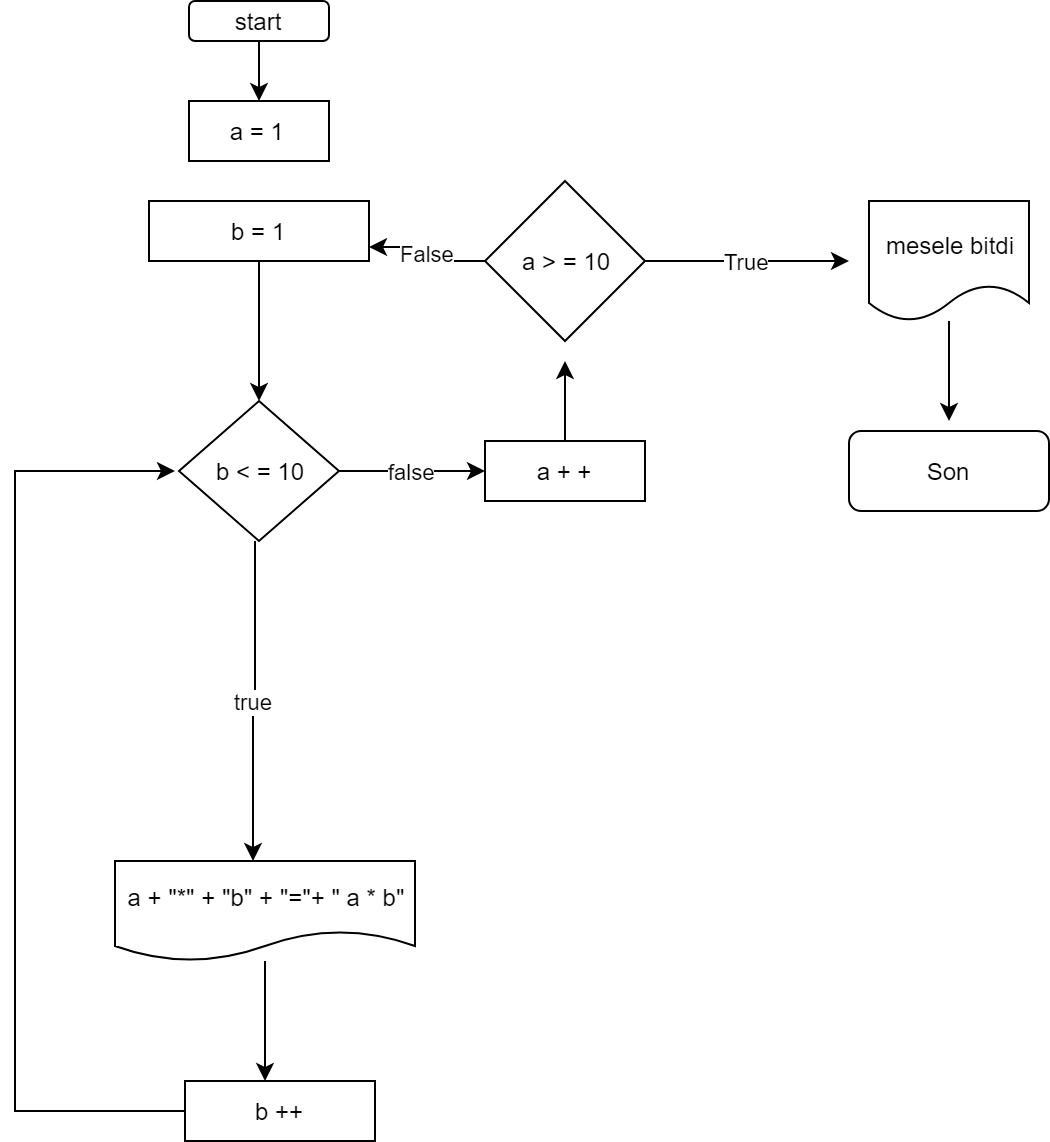 start
a = 1
b = 1
False
a > = 10
True
mesele bitdi
b < = 10
false
a + +
Son
true
a + "*" + "b" + "="+ " a * b"
b ++